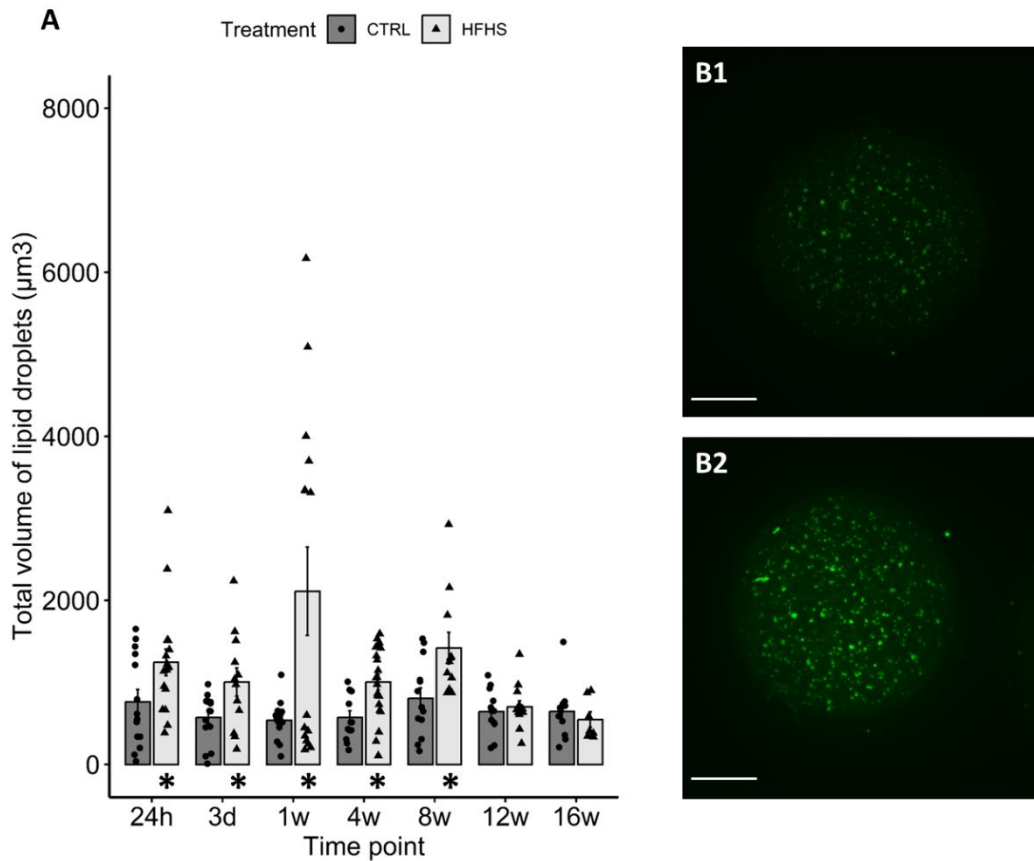 A
Treatment CTRL HFHS
Total volume of lipid droplets (µm3)
8000
6000
4000
2000
0
* * * * *
24h 3d 1w 4w 8w 12w 16w
Time point
B1
B2